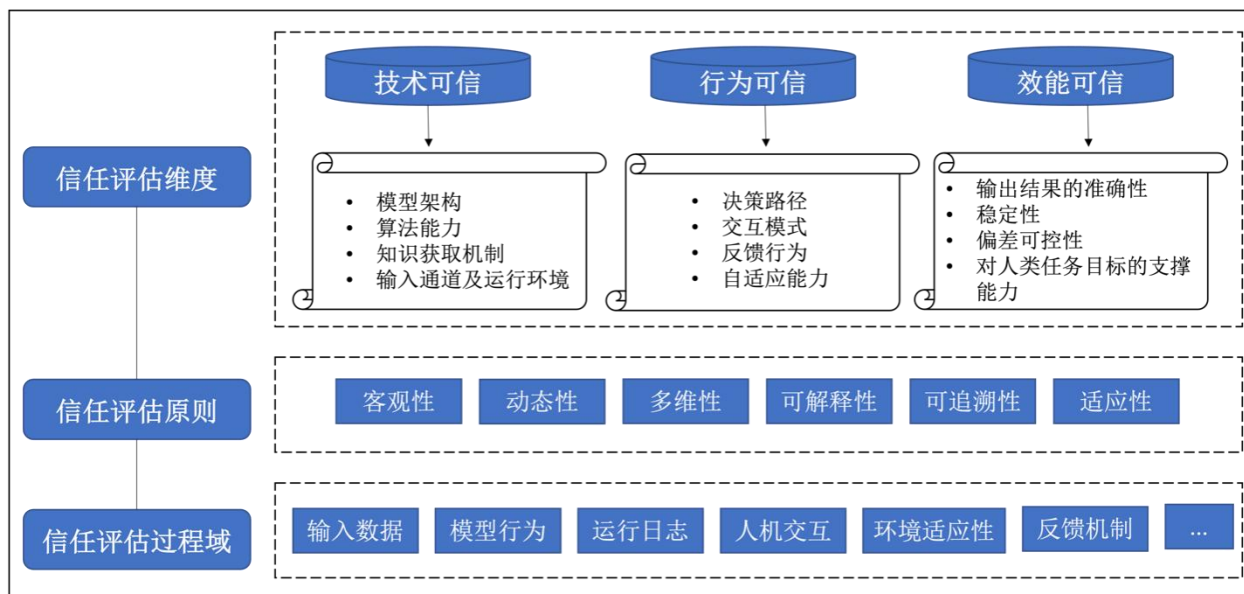 技术可信
行为可信
效能可信
信任评估维度
• 模型架构
• 算法能力
• 知识获取机制
• 输入通道及运行环境
• 决策路径
• 交互模式
• 反馈行为
• 自适应能力
• 输出结果的准确性
• 稳定性
• 偏差可控性
• 对人类任务目标的支撑
能力
信任评估原则
客观性
动态性
多维性
可解释性
可追溯性
适应性
信任评估过程域
输入数据
模型行为
运行日志
人机交互
环境适应性
反馈机制
...